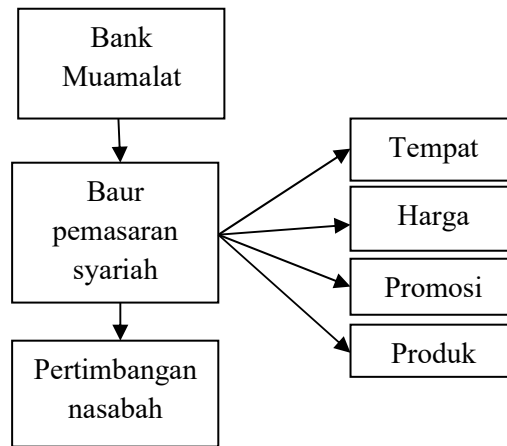 Bank
Muamalat
Baur
pemasaran
syariah
Pertimbangan
nasabah
Tempat
Harga
Promosi
Produk